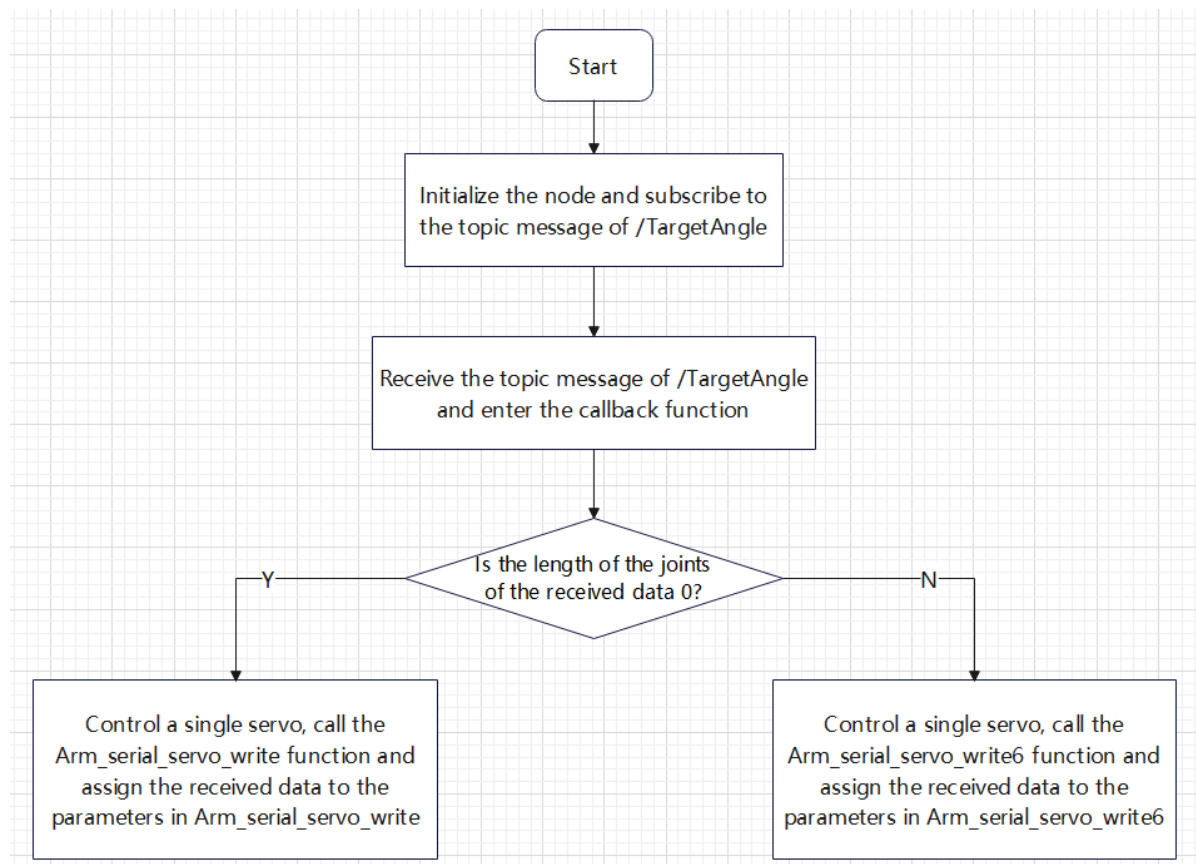 Start
Initialize the node and subscribe to
the topic message of /TargetAngle
Receive the topic message of /TargetAngle
and enter the callback function
Is the length of the joints
of the received data 0?
Y
N
Control a single servo, call the
Arm_serial_servo_write function and
assign the received data to the
parameters in Arm_serial_servo_write
Control a single servo, call the
Arm_serial_servo_write6 function and
assign the received data to the
parameters in Arm_serial_servo_write6